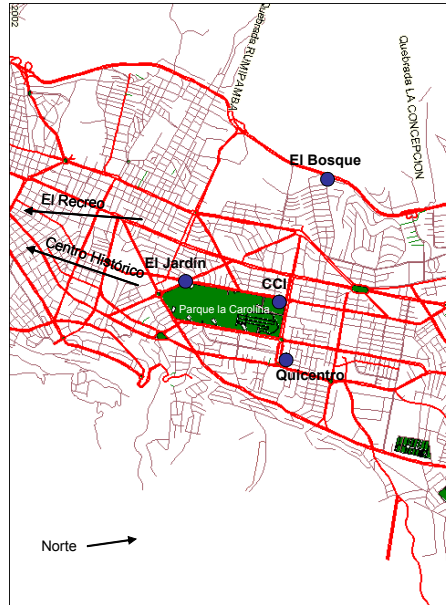 2002
Quebrada RUMIPAMBA
Quebrada LA CONCEPCION
El Bosque
El Recreo
Centro Histórico
El Jardín
CCI
Parque la Carolina
Quicentro
Norte